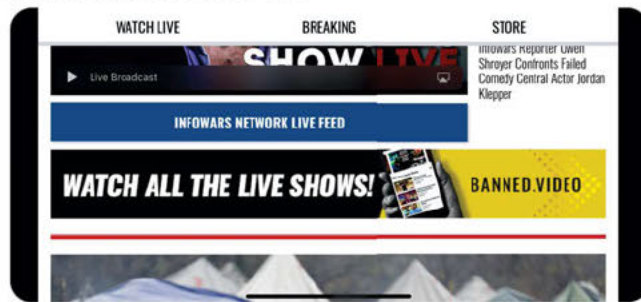 WATCH LIVE
BREAKING
STORE
SHOW LIVE
Infowars Reporter Owen
Shroyer Confronts Failed
Comedy Central Actor Jordan
Klepper
Live Broadcast
INFOWARS NETWORK LIVE FEED
WATCH ALL THE LIVE SHOWS!
BANNED.VIDEO